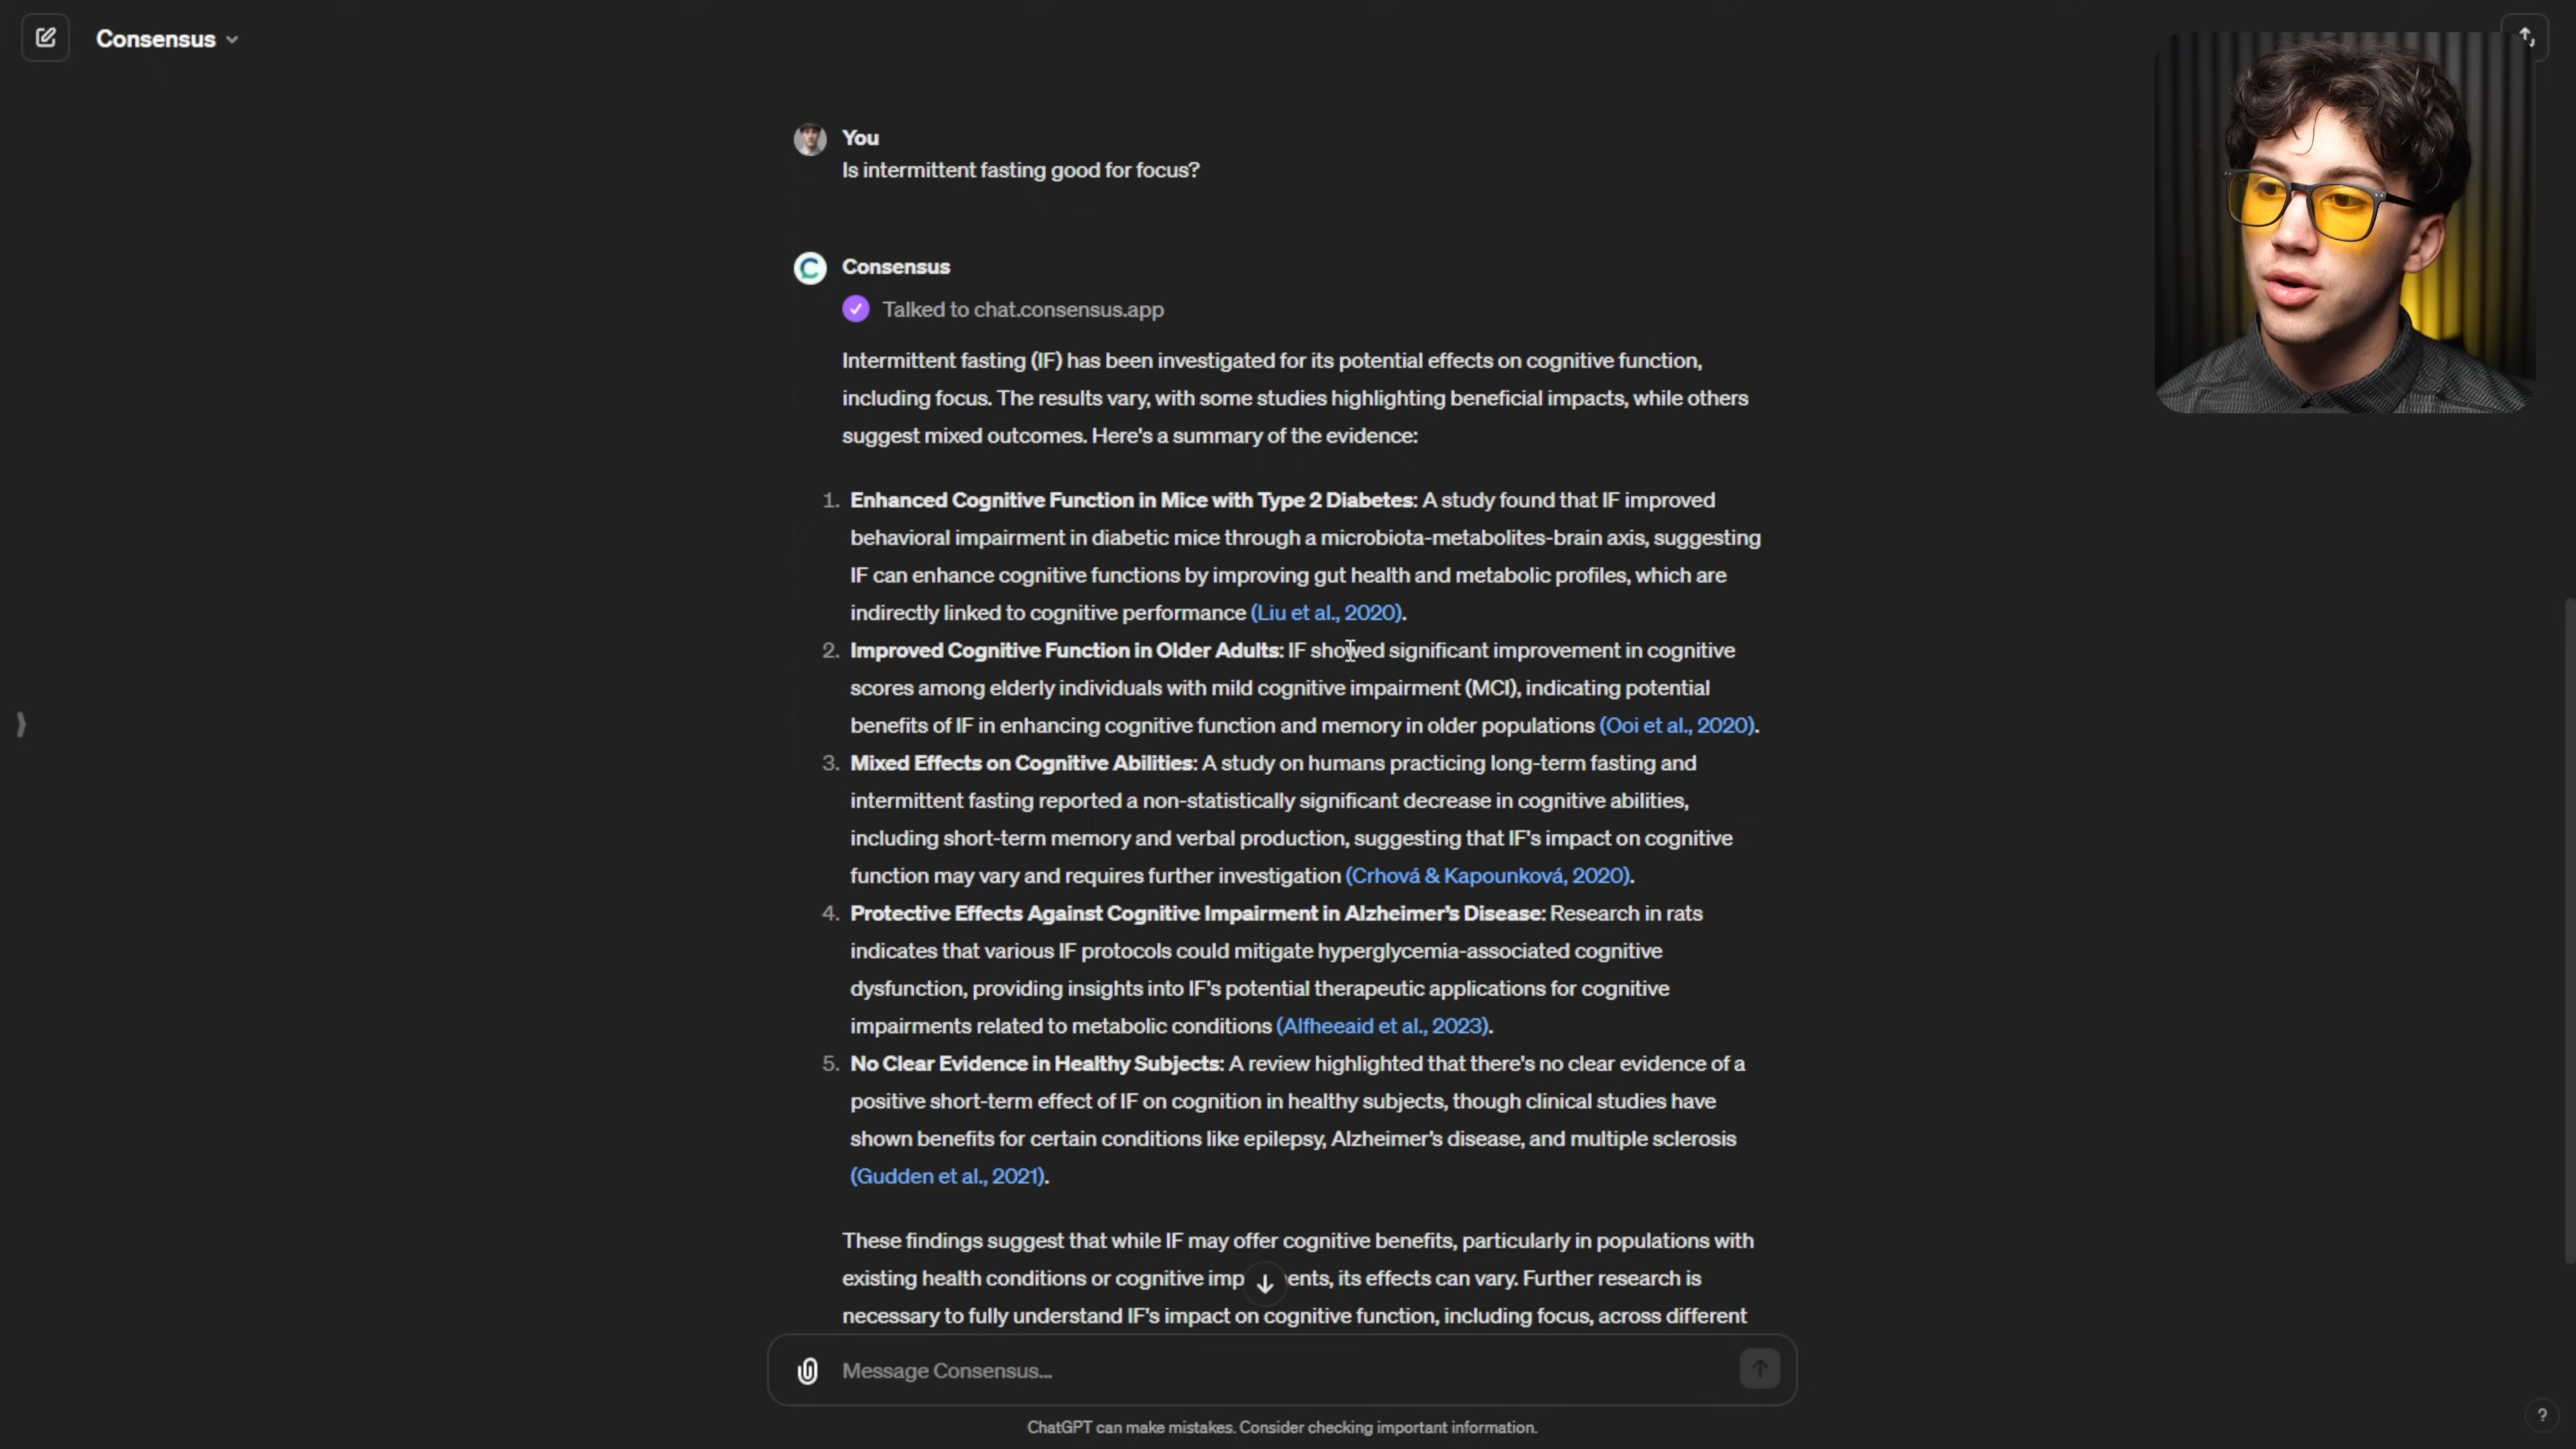 Consensus
You
Is intermittent fasting good for focus?
Consensus
Talked to chat.consensus.app
Intermittent fasting (IF) has been investigated for its potential effects on cognitive function,
including focus. The results vary, with some studies highlighting beneficial impacts, while others
suggest mixed outcomes. Here's a summary of the evidence:
1. Enhanced Cognitive Function in Mice with Type 2 Diabetes: A study found that IF improved
behavioral impairment in diabetic mice through a microbiota-metabolites-brain axis, suggesting
IF can enhance cognitive functions by improving gut health and metabolic profiles, which are
indirectly linked to cognitive performance (Liu et al., 2020).
2. Improved Cognitive Function in Older Adults: IF showed significant improvement in cognitive
scores among elderly individuals with mild cognitive impairment (MCI), indicating potential
benefits of IF in enhancing cognitive function and memory in older populations (Ooi et al., 2020).
3. Mixed Effects on Cognitive Abilities: A study on humans practicing long-term fasting and
intermittent fasting reported a non-statistically significant decrease in cognitive abilities,
including short-term memory and verbal production, suggesting that IF's impact on cognitive
function may vary and requires further investigation (Crhová & Kapounková, 2020).
4. Protective Effects Against Cognitive Impairment in Alzheimer's Disease: Research in rats
indicates that various IF protocols could mitigate hyperglycemia-associated cognitive
dysfunction, providing insights into IF's potential therapeutic applications for cognitive
impairments related to metabolic conditions (Alfheeaid et al., 2023).
5. No Clear Evidence in Healthy Subjects: A review highlighted that there's no clear evidence of a
positive short-term effect of IF on cognition in healthy subjects, though clinical studies have
shown benefits for certain conditions like epilepsy, Alzheimer's disease, and multiple sclerosis
(Gudden et al., 2021).
These findings suggest that while IF may offer cognitive benefits, particularly in populations with
existing health conditions or cognitive imp ents, its effects can vary. Further research is
necessary to fully understand IF's impact on cognitive function, including focus, across different
Message Consensus...
ChatGPT can make mistakes. Consider checking important information.
?